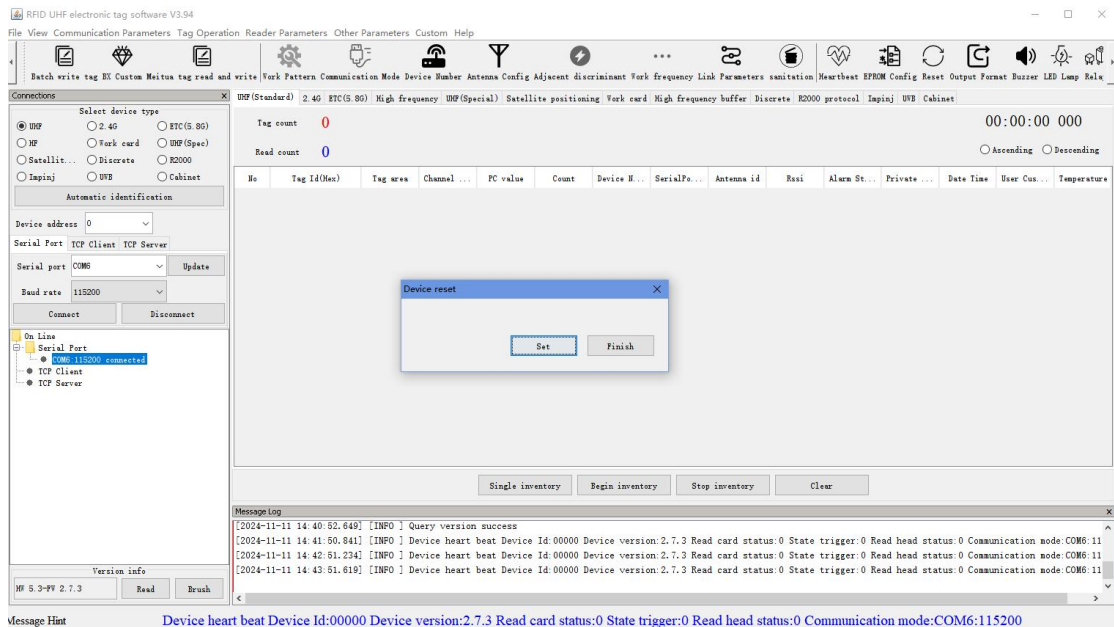 RFID UHF electronic tag software V3.94
File View Communication Parameters Tag Operation Reader Parameters Other Parameters Custom Help
Batch write tag BX Custom Meitua tag read and write Work Pattern Communication Mode Device Number Antenna Config Adjacent discriminant Work frequency Link Parameters sanitation Heartbeat EPROM Config Reset Output Format Buzzer LED Lamp Rela
Connections
Select device type
UHF 2.4G ETC(5.8G)
HF Work card UHF(Spec)
Satellit... Discrete R2000
Impinj UWB Cabinet
Automatic identification
Device address 0
Serial Port TCP Client TCP Server
Serial port COM6 Update
Baud rate 115200
Connect Disconnect
On Line
Serial Port
COM6:115200 connected
TCP Client
TCP Server
Version info
HW 5.3-FW 2.7.3 Read Brush
UHF(Standard) 2.4G ETC(5.8G) High frequency UHF(Special) Satellite positioning Work card High frequency buffer Discrete R2000 protocol Impinj UWB Cabinet
Tag count 0 00:00:00 000
Read count 0 Ascending Descending
No Tag Id(Hex) Tag area Channel ... PC value Count Device N... SerialPo... Antenna id Rssi Alarm St... Private ... Date Time User Cus... Temperature
Device reset
Set Finish
Single inventory Begin inventory Stop inventory Clear
Message Log
[2024-11-11 14:40:52.649] [INFO ] Query version success
[2024-11-11 14:41:50.841] [INFO ] Device heart beat Device Id:00000 Device version:2.7.3 Read card status:0 State trigger:0 Read head status:0 Communication mode:COM6:11
[2024-11-11 14:42:51.234] [INFO ] Device heart beat Device Id:00000 Device version:2.7.3 Read card status:0 State trigger:0 Read head status:0 Communication mode:COM6:11
[2024-11-11 14:43:51.619] [INFO ] Device heart beat Device Id:00000 Device version:2.7.3 Read card status:0 State trigger:0 Read head status:0 Communication mode:COM6:11
Message Hint Device heart beat Device Id:00000 Device version:2.7.3 Read card status:0 State trigger:0 Read head status:0 Communication mode:COM6:115200